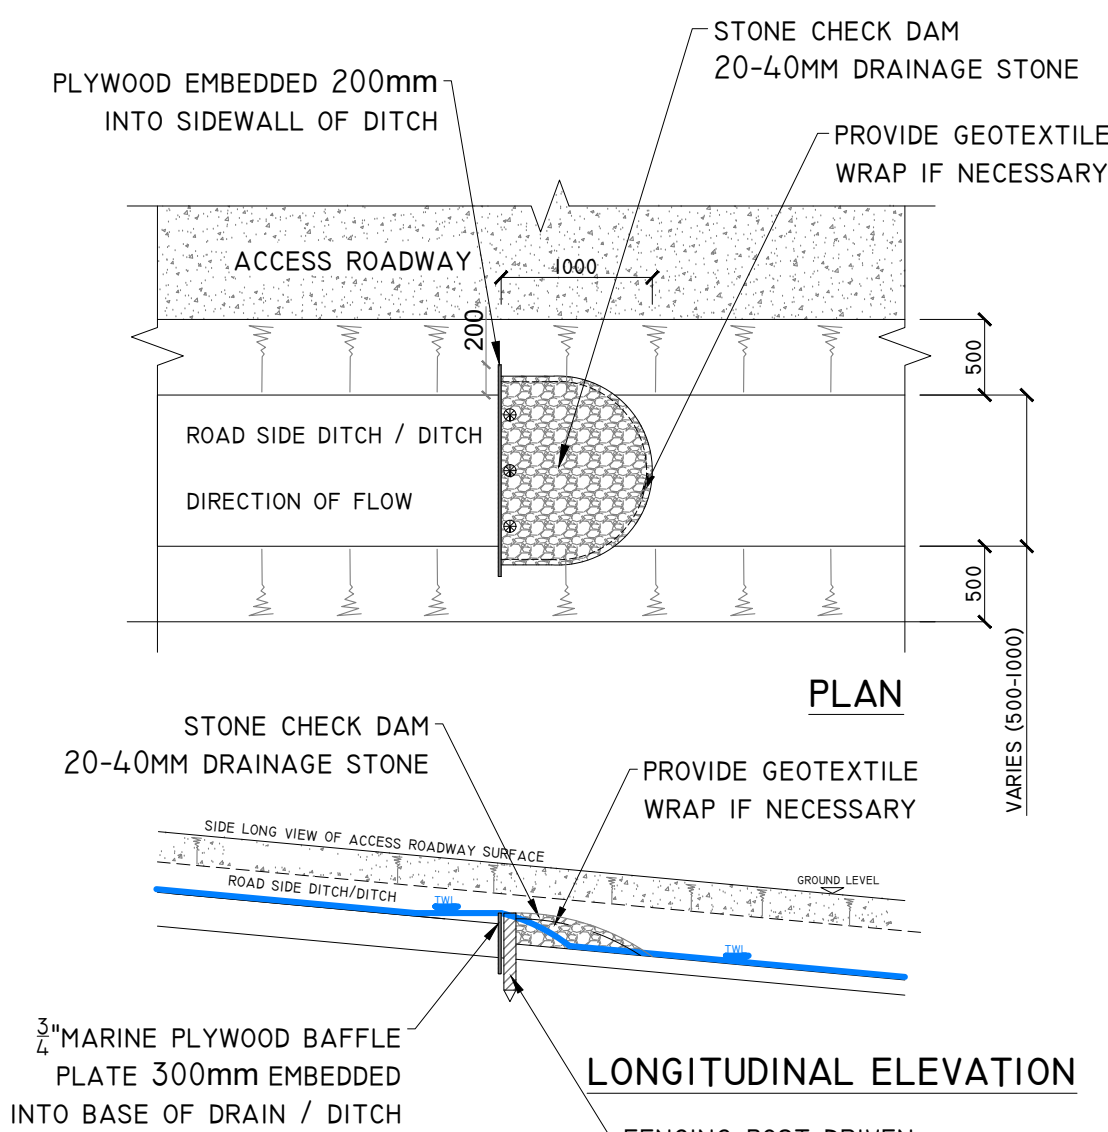 STONE CHECK DAM
20-40MM DRAINAGE STONE
PLYWOOD EMBEDDED 200mm
INTO SIDEWALL OF DITCH
PROVIDE GEOTEXTILE
WRAP IF NECESSARY
ACCESS ROADWAY
1000
200
500
ROAD SIDE DITCH / DITCH
DIRECTION OF FLOW
500
VARIES (500-1000)
PLAN
STONE CHECK DAM
20-40MM DRAINAGE STONE
PROVIDE GEOTEXTILE
WRAP IF NECESSARY
SIDE LONG VIEW OF ACCESS ROADWAY SURFACE
GROUND LEVEL
ROAD SIDE DITCH/DITCH
TWL
TWL
3/4"MARINE PLYWOOD BAFFLE
PLATE 300mm EMBEDDED
INTO BASE OF DRAIN / DITCH
LONGITUDINAL ELEVATION
FENCING POST DRIVEN